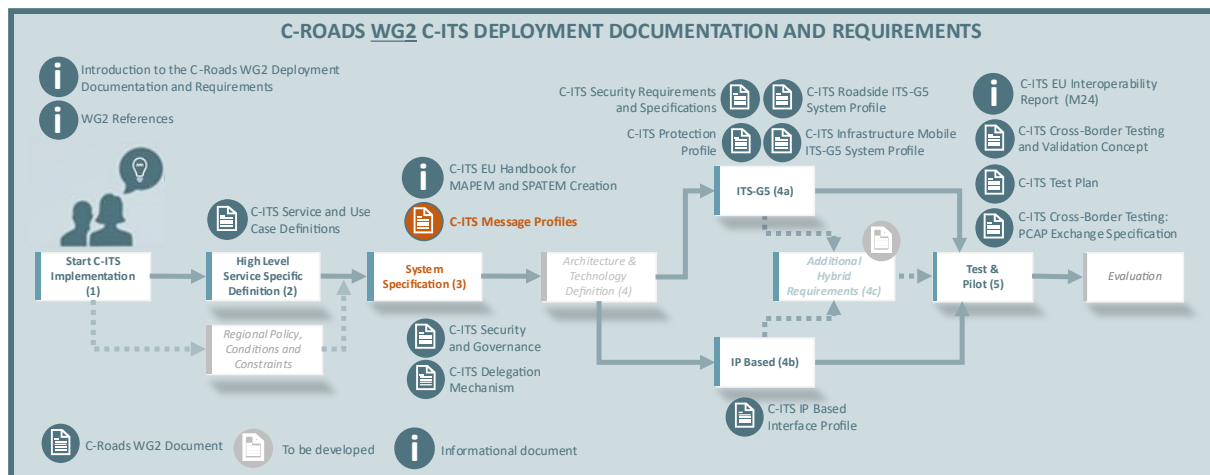 C-ROADS WG2 C-ITS DEPLOYMENT DOCUMENTATION AND REQUIREMENTS
i
Introduction to the C-Roads WG2 Deployment
Documentation and Requirements
i
WG2 References
C-ITS Service and Use
Case Definitions
i
C-ITS EU Handbook for
MAPEM and SPATEM Creation
C-ITS Message Profiles
C-ITS Security Requirements
and Specifications
C-ITS Roadside ITS-G5
System Profile
C-ITS Protection
Profile
C-ITS Infrastructure Mobile
ITS-G5 System Profile
i
C-ITS EU Interoperability
Report (M24)
C-ITS Cross-Border Testing
and Validation Concept
C-ITS Test Plan
C-ITS Cross-Border Testing:
PCAP Exchange Specification
Start C-ITS
Implementation
(1)
High Level
Service Specific
Definition (2)
Regional Policy,
Conditions and
Constraints
System
Specification (3)
C-ITS Security
and Governance
C-ITS Delegation
Mechanism
Architecture &
Technology
Definition (4)
ITS-G5 (4a)
Additional
Hybrid
Requirements (4c)
IP Based (4b)
C-ITS IP Based
Interface Profile
Test &
Pilot (5)
Evaluation
C-Roads WG2 Document
To be developed
i
Informational document